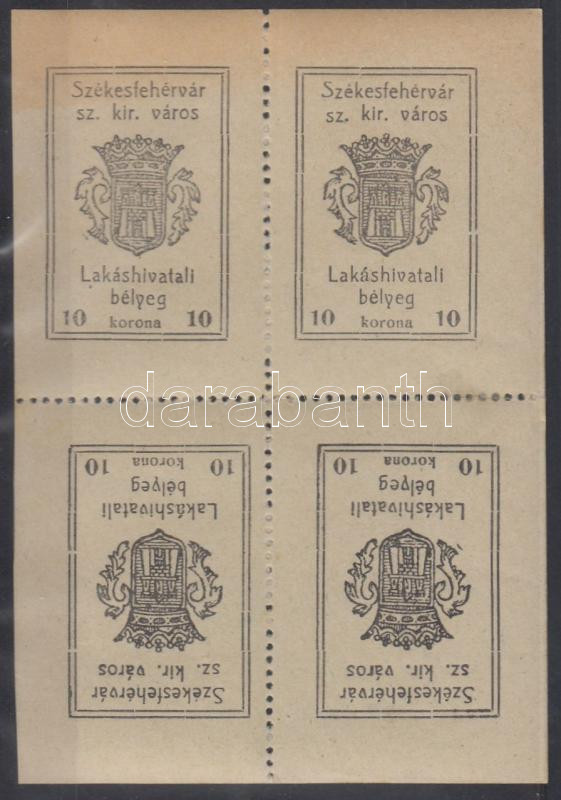 Székesfehérvár
sz. kir. város
Lakáshivatali
bélyeg
10 korona 10
Székesfehérvár
sz. kir. város
Lakáshivatali
bélyeg
10 korona 10
darabanth
Székesfehérvár
sz. kir. város
Lakáshivatali
bélyeg
10 korona 10
Székesfehérvár
sz. kir. város
Lakáshivatali
bélyeg
10 korona 10